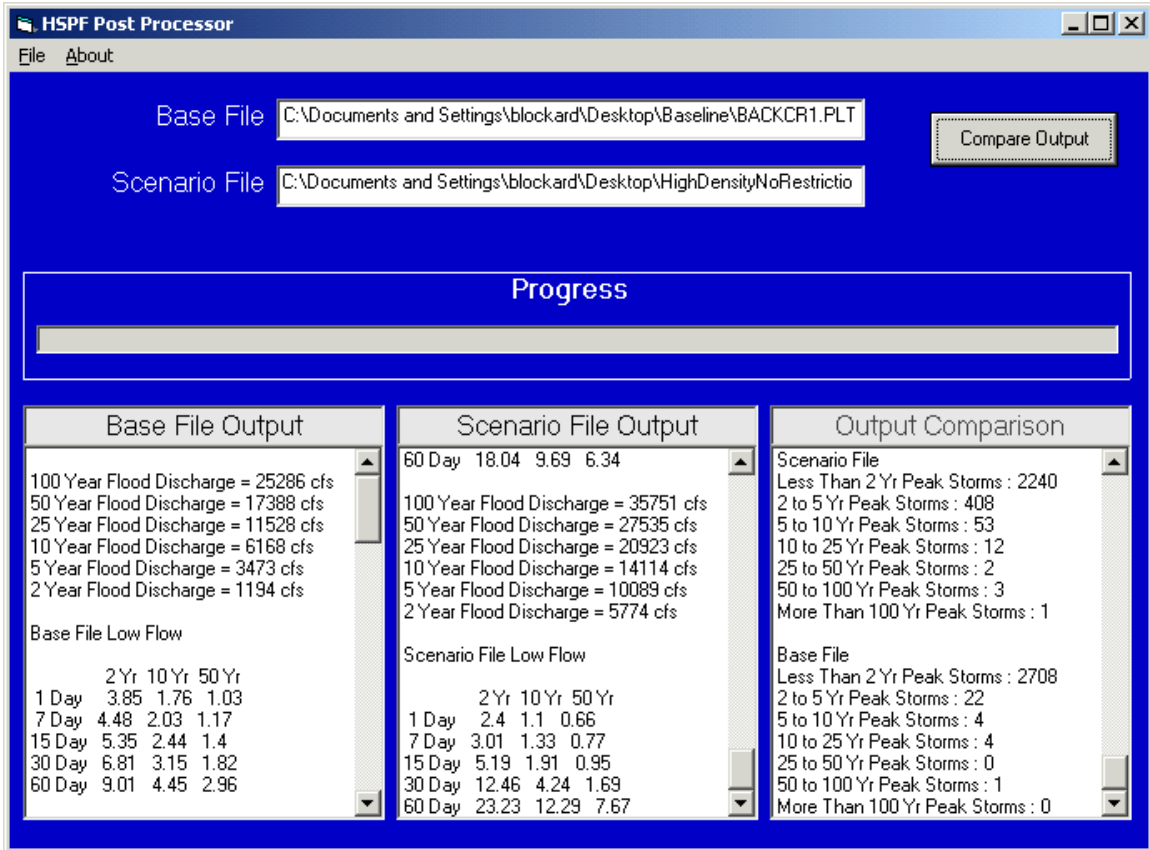 HSPF Post Processor
File About
Base File C:\Documents and Settings\blockard\Desktop\Baseline\BACKCR1.PLT
Compare Output
Scenario File C:\Documents and Settings\blockard\Desktop\HighDensityNoRestrictio
Progress
Base File Output
100 Year Flood Discharge = 25286 cfs
50 Year Flood Discharge = 17388 cfs
25 Year Flood Discharge = 11528 cfs
10 Year Flood Discharge = 6168 cfs
5 Year Flood Discharge = 3473 cfs
2 Year Flood Discharge = 1194 cfs
Base File Low Flow
2 Yr 10 Yr 50 Yr
1 Day 3.85 1.76 1.03
7 Day 4.48 2.03 1.17
15 Day 5.35 2.44 1.4
30 Day 6.81 3.15 1.82
60 Day 9.01 4.45 2.96
Scenario File Output
60 Day 18.04 9.69 6.34
100 Year Flood Discharge = 35751 cfs
50 Year Flood Discharge = 27535 cfs
25 Year Flood Discharge = 20923 cfs
10 Year Flood Discharge = 14114 cfs
5 Year Flood Discharge = 10089 cfs
2 Year Flood Discharge = 5774 cfs
Scenario File Low Flow
2 Yr 10 Yr 50 Yr
1 Day 2.4 1.1 0.66
7 Day 3.01 1.33 0.77
15 Day 5.19 1.91 0.95
30 Day 12.46 4.24 1.69
60 Day 23.23 12.29 7.67
Output Comparison
Scenario File
Less Than 2 Yr Peak Storms : 2240
2 to 5 Yr Peak Storms : 408
5 to 10 Yr Peak Storms : 53
10 to 25 Yr Peak Storms : 12
25 to 50 Yr Peak Storms : 2
50 to 100 Yr Peak Storms : 3
More Than 100 Yr Peak Storms : 1
Base File
Less Than 2 Yr Peak Storms : 2708
2 to 5 Yr Peak Storms : 22
5 to 10 Yr Peak Storms : 4
10 to 25 Yr Peak Storms : 4
25 to 50 Yr Peak Storms : 0
50 to 100 Yr Peak Storms : 1
More Than 100 Yr Peak Storms : 0